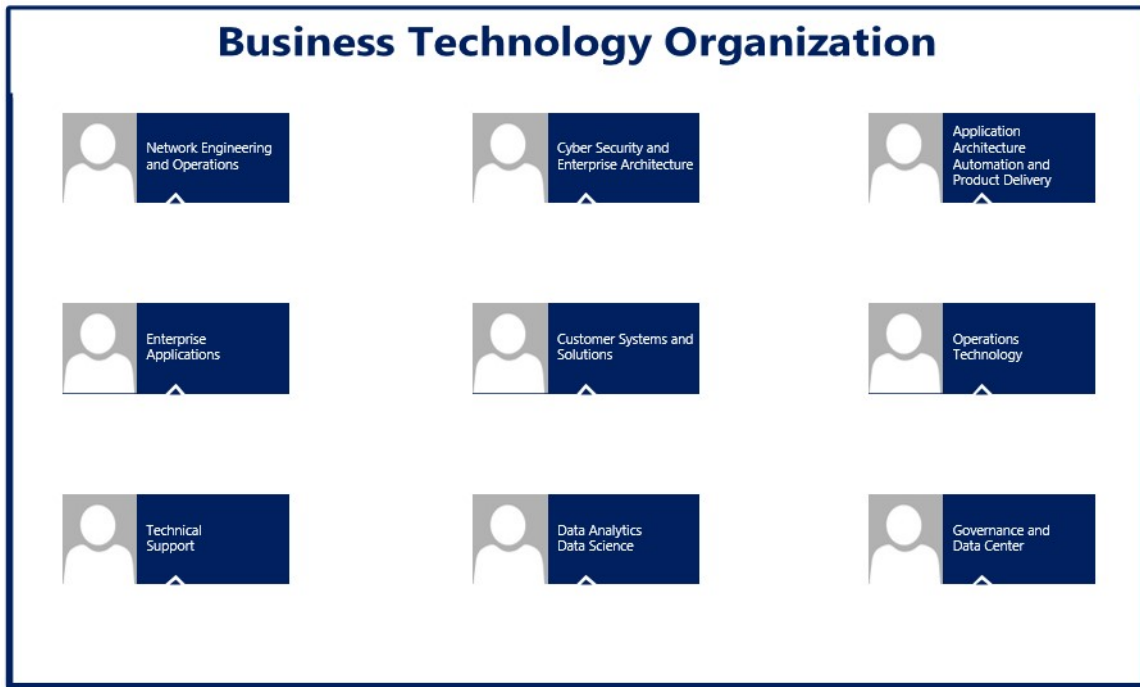 Business Technology Organization
Network Engineering
and Operations
Cyber Security and
Enterprise Architecture
Application
Architecture
Automation and
Product Delivery
Enterprise
Applications
Customer Systems and
Solutions
Operations
Technology
Technical
Support
Data Analytics
Data Science
Governance and
Data Center